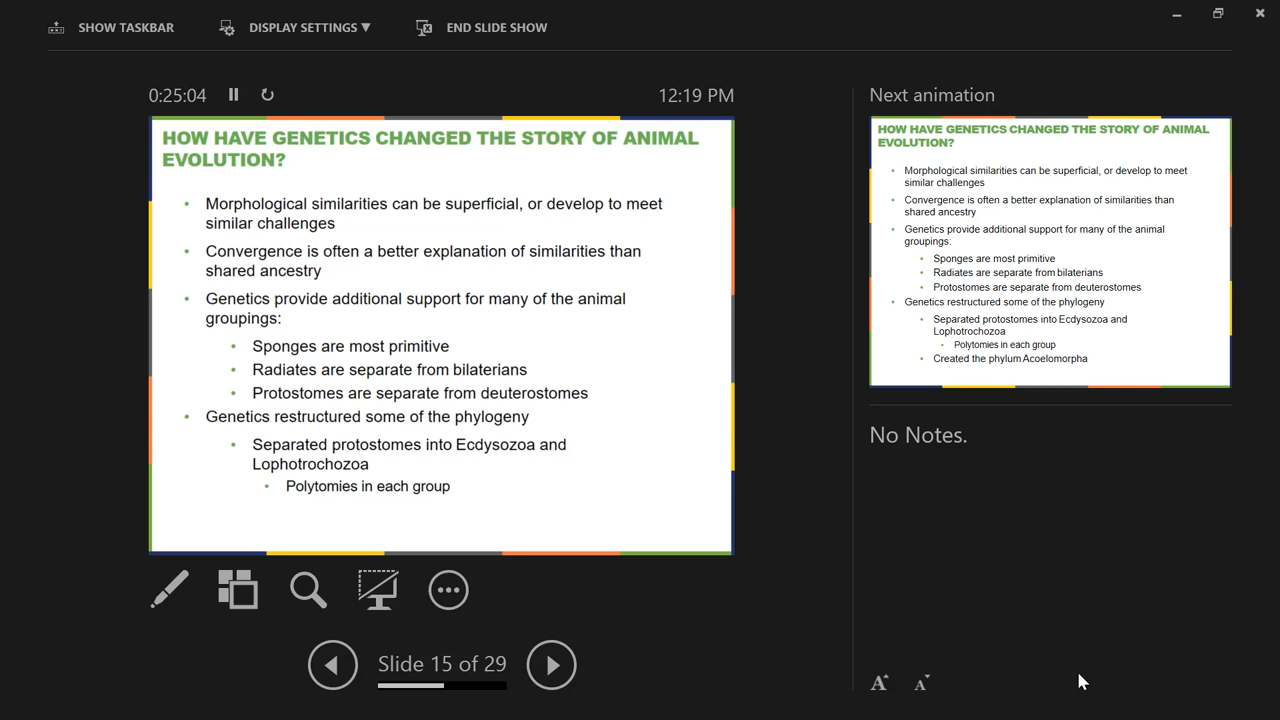 SHOW TASKBAR
DISPLAY SETTINGS ▼
END SLIDE SHOW
0:25:04
12:19 PM
HOW HAVE GENETICS CHANGED THE STORY OF ANIMAL
EVOLUTION?
• Morphological similarities can be superficial, or develop to meet
similar challenges
• Convergence is often a better explanation of similarities than
shared ancestry
• Genetics provide additional support for many of the animal
groupings:
• Sponges are most primitive
• Radiates are separate from bilaterians
• Protostomes are separate from deuterostomes
• Genetics restructured some of the phylogeny
• Separated protostomes into Ecdysozoa and
Lophotrochozoa
• Polytomies in each group
Slide 15 of 29
Next animation
HOW HAVE GENETICS CHANGED THE STORY OF ANIMAL
EVOLUTION?
• Morphological similarities can be superficial, or develop to meet
similar challenges
• Convergence is often a better explanation of similarities than
shared ancestry
• Genetics provide additional support for many of the animal
groupings:
• Sponges are most primitive
• Radiates are separate from bilaterians
• Protostomes are separate from deuterostomes
• Genetics restructured some of the phylogeny
• Separated protostomes into Ecdysozoa and
Lophotrochozoa
• Polytomies in each group
• Created the phylum Acoelomorpha
No Notes.
A A